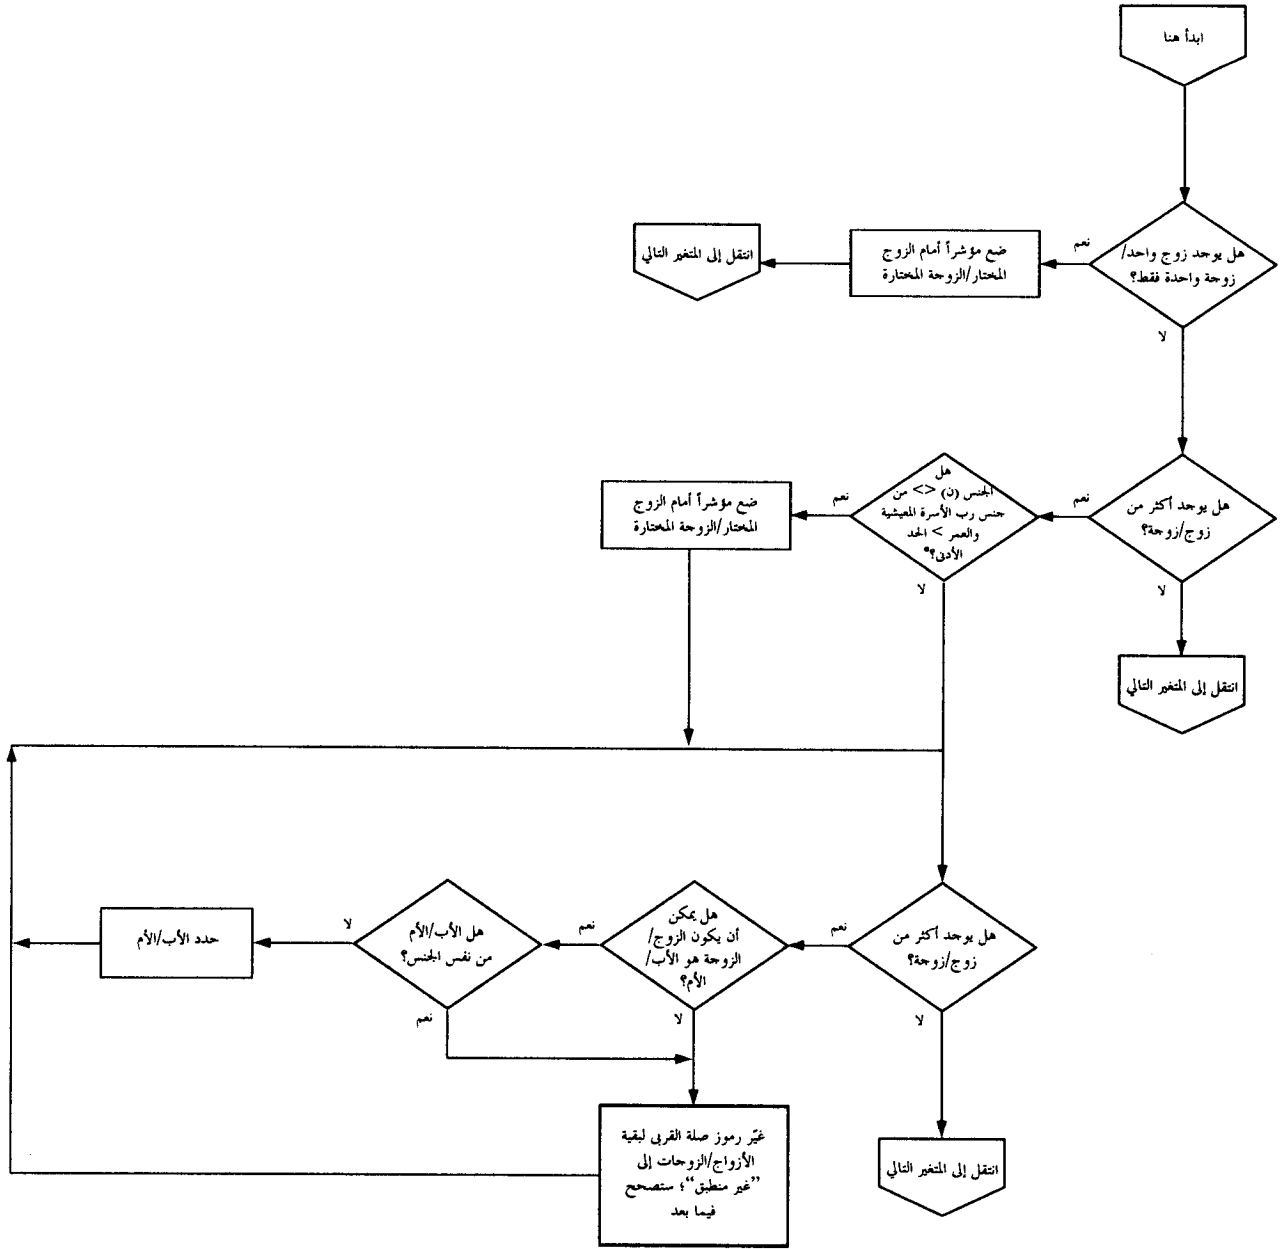 ابدأ هنا
هل يوجد زوج واحد/
زوجة واحدة فقط؟
نعم
ضع مؤشراً أمام الزوج
المختار/الزوجة المختارة
انتقل إلى المتغير التالي
لا
هل يوجد أكثر من
زوج/زوجة؟
نعم
هل
الجنس (ن) <> من
جنس رب الأسرة المعيشية
والعمر > الحد
الأدنى؟*
نعم
ضع مؤشراً أمام الزوج
المختار/الزوجة المختارة
لا
لا
انتقل إلى المتغير التالي
هل يوجد أكثر من
زوج/زوجة؟
نعم
هل يمكن
أن يكون الزوج/
الزوجة هو الأب/
الأم؟
نعم
هل الأب/الأم
من نفس الجنس؟
لا
حدد الأب/الأم
لا
لا
نعم
غيّر رموز صلة القربى لبقية
الأزواج/الزوجات إلى
”غير منطبق“؛ ستصحح
فيما بعد
انتقل إلى المتغير التالي